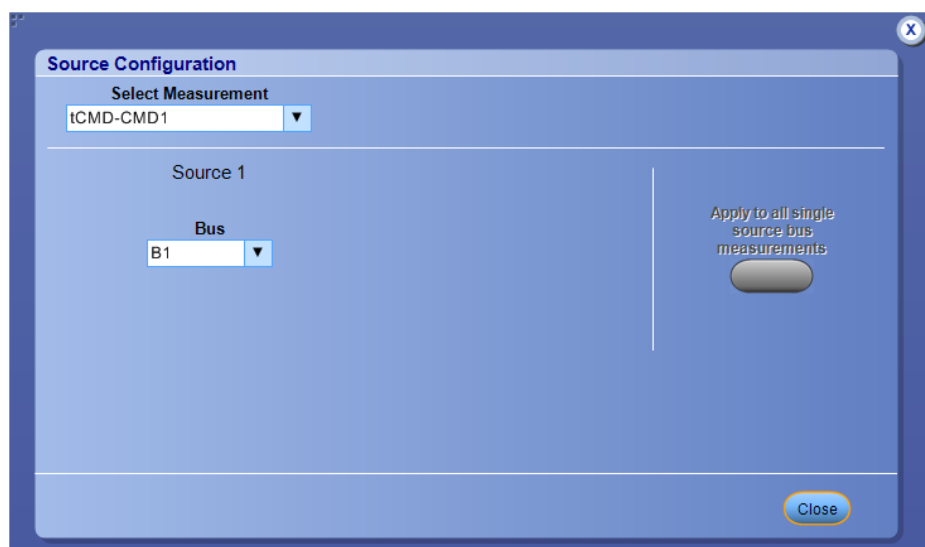 X
Source Configuration
Select Measurement
tCMD-CMD1
Source 1
Bus
B1
Apply to all single
source bus
measurements
Close